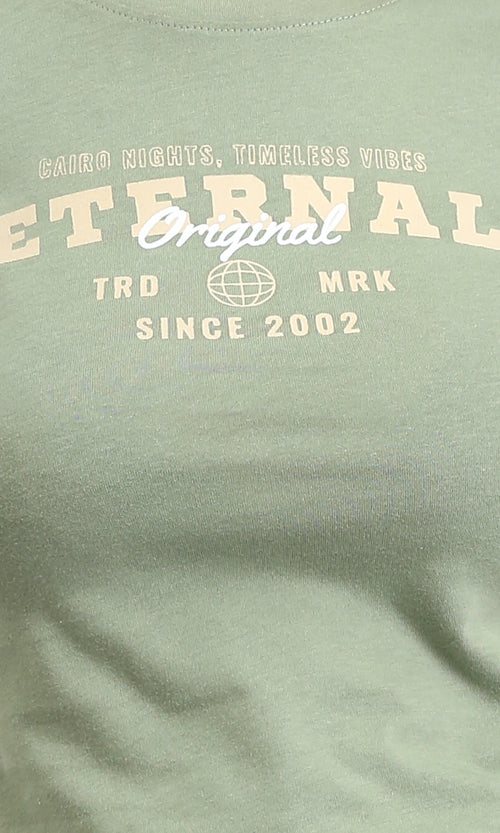 CAIRO NIGHTS, TIMELESS VIBES
ETERNAL
Original
TRD MRK
SINCE 2002